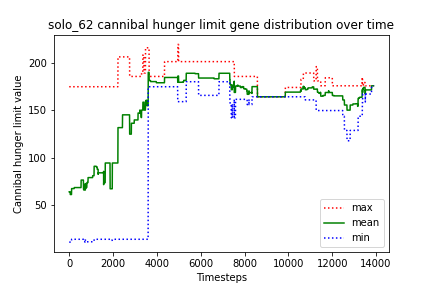 solo_62 cannibal hunger limit gene distribution over time
Cannibal hunger limit value
200
150
100
50
0
2000
4000
6000
8000
10000
12000
14000
Timesteps
max
mean
min